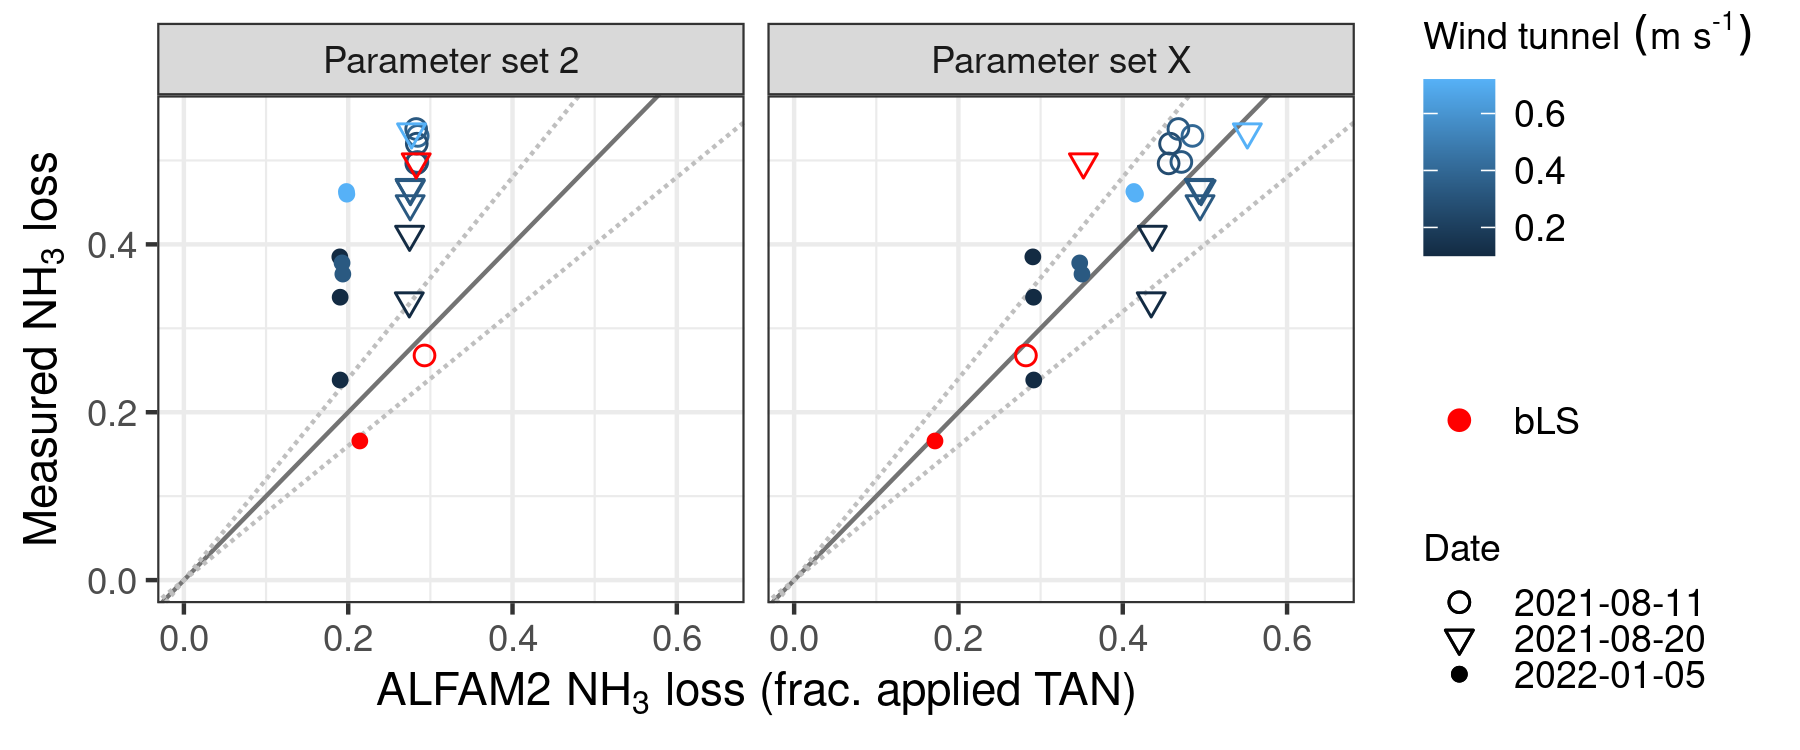 Parameter set 2
Parameter set X
Measured NH₃ loss
0.4
0.2
0.0
0.0 0.2 0.4 0.6
0.0 0.2 0.4 0.6
ALFAM2 NH₃ loss (frac. applied TAN)
Wind tunnel (m s⁻¹)
0.6
0.4
0.2
bLS
Date
2021-08-11
2021-08-20
2022-01-05